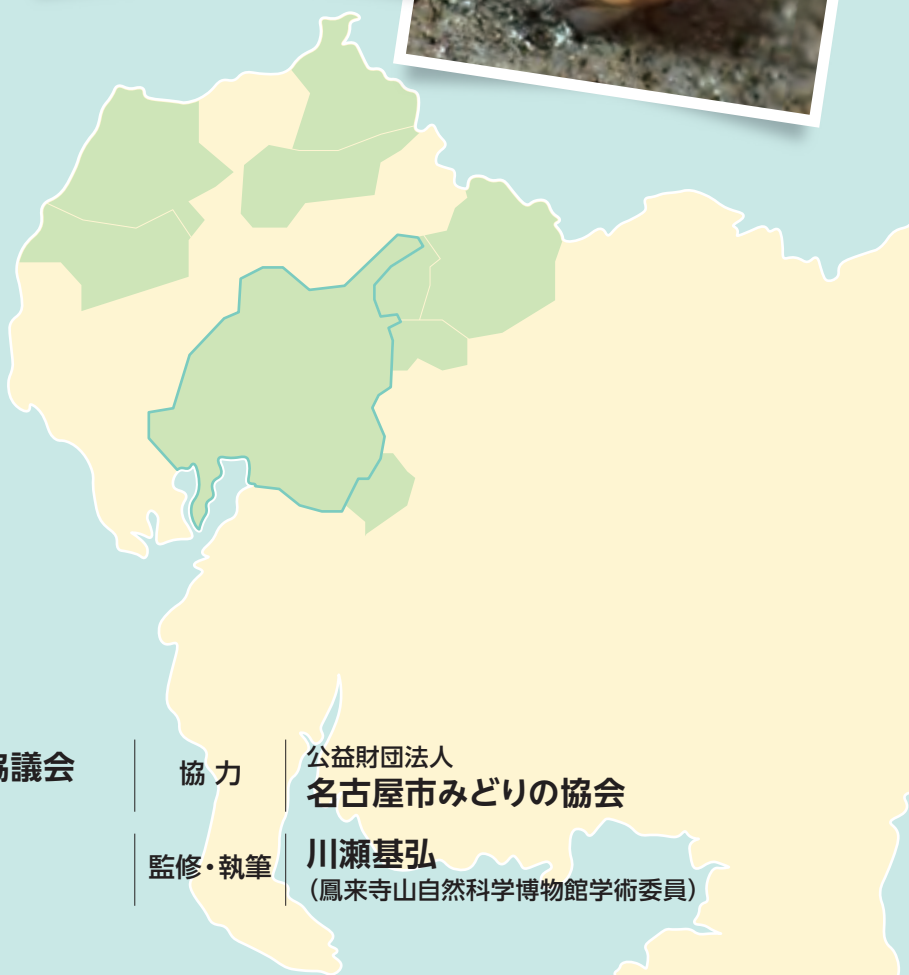 協議会
協力
公益財団法人
名古屋市みどりの協会
監修・執筆
川瀬基弘
（鳳来寺山自然科学博物館学術委員）